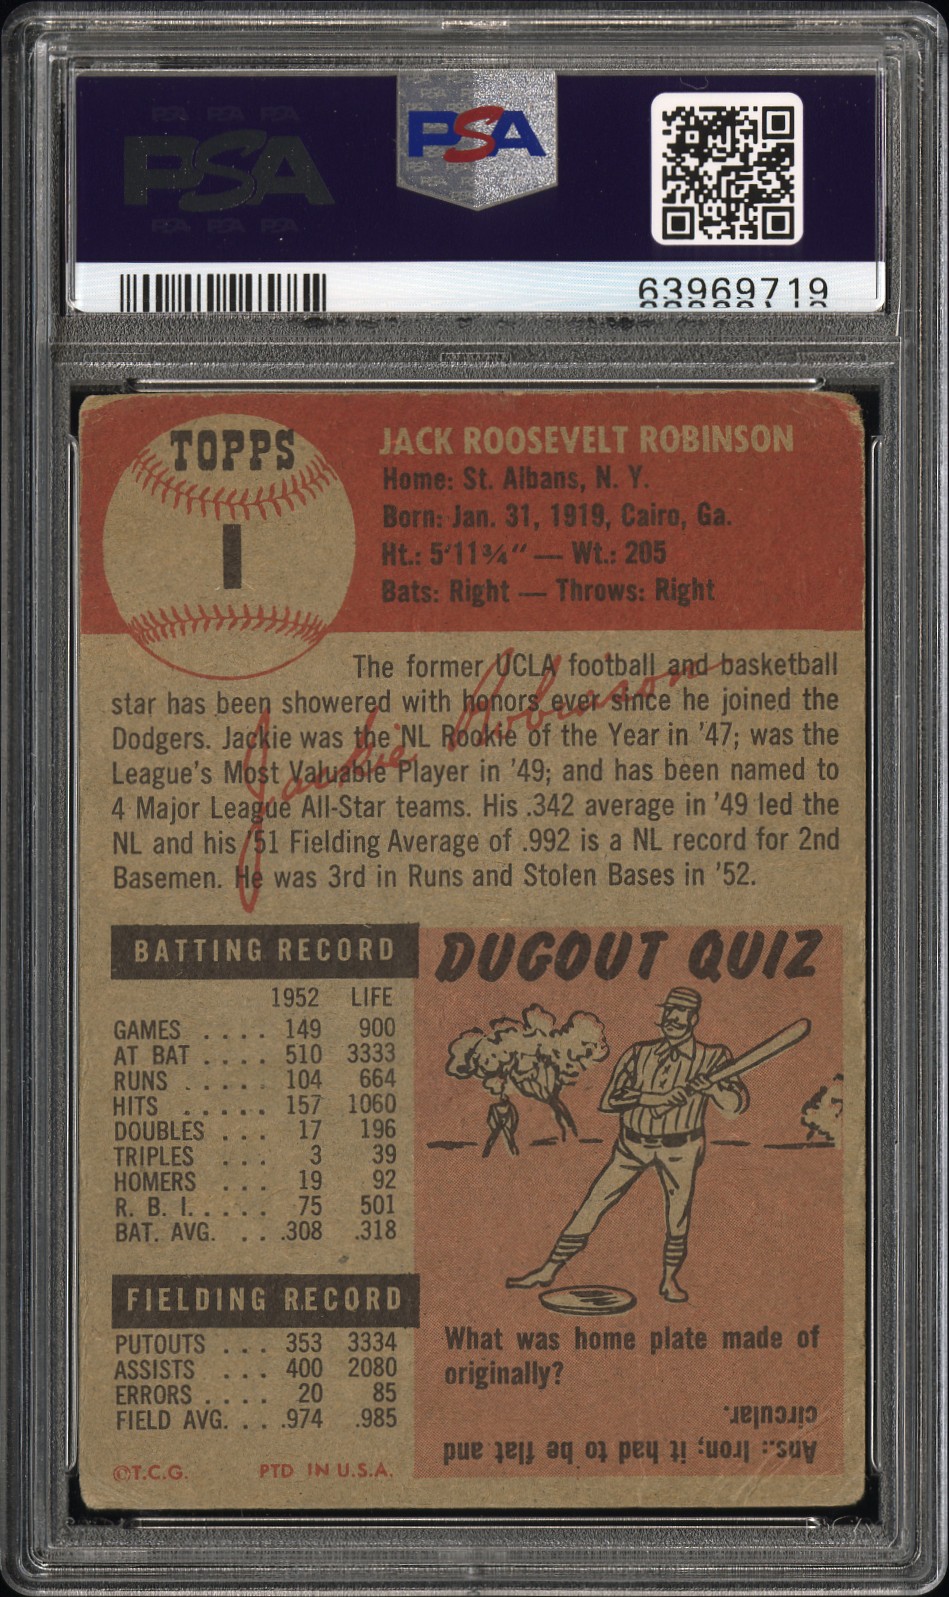 PSA PSA PSA
PSA
PSA PSA PSA
PSA
63969719
TOPPS
1
JACK ROOSEVELT ROBINSON
Home: St. Albans, N. Y.
Born: Jan. 31, 1919, Cairo, Ga.
Ht.: 5'11¾" — Wt.: 205
Bats: Right — Throws: Right
The former UCLA football and basketball
star has been showered with honors ever since he joined the
Dodgers. Jackie was the NL Rookie of the Year in '47; was the
League's Most Valuable Player in '49; and has been named to
4 Major League All-Star teams. His .342 average in '49 led the
NL and his '51 Fielding Average of .992 is a NL record for 2nd
Basemen. He was 3rd in Runs and Stolen Bases in '52.
Jackie Robinson
BATTING RECORD
1952 LIFE
GAMES . . . . 149 900
AT BAT . . . . 510 3333
RUNS . . . . . 104 664
HITS . . . . . 157 1060
DOUBLES . . . 17 196
TRIPLES . . . 3 39
HOMERS . . . 19 92
R. B. I. . . . . 75 501
BAT. AVG. . . .308 .318
FIELDING RECORD
PUTOUTS . . . 353 3334
ASSISTS . . . 400 2080
ERRORS . . . . 20 85
FIELD AVG. . . .974 .985
©T.C.G. PTD IN U.S.A.
DUGOUT QUIZ
What was home plate made of
originally?
Ans.: Iron; it had to be flat and
circular.